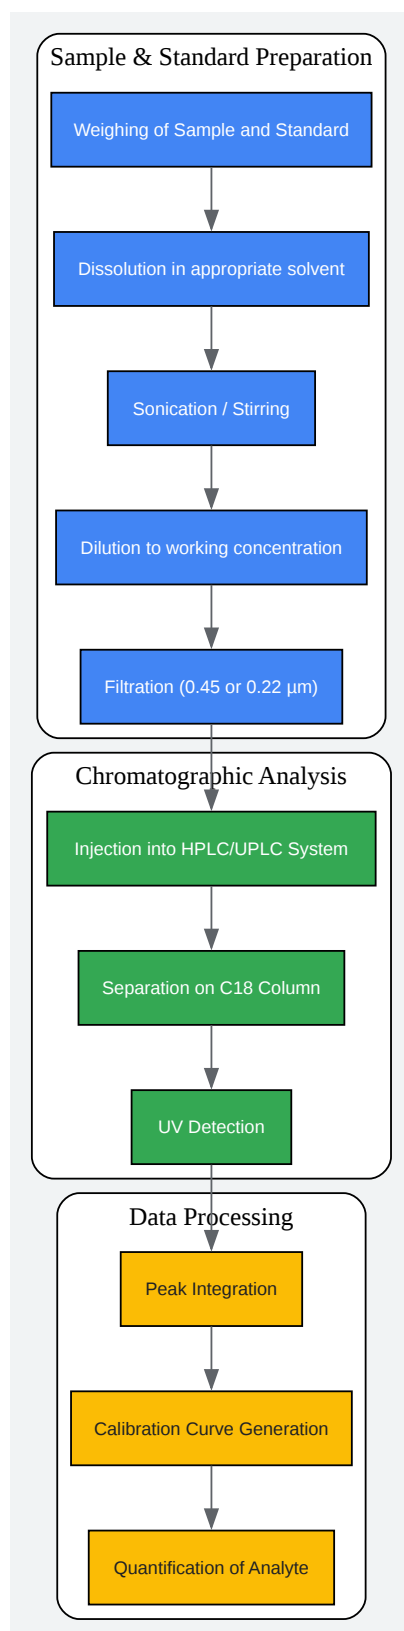 Sample & Standard Preparation
Weighing of Sample and Standard
Dissolution in appropriate solvent
Sonication / Stirring
Dilution to working concentration
Filtration (0.45 or 0.22 µm)
Chromatographic Analysis
Injection into HPLC/UPLC System
Separation on C18 Column
UV Detection
Data Processing
Peak Integration
Calibration Curve Generation
Quantification of Analyte